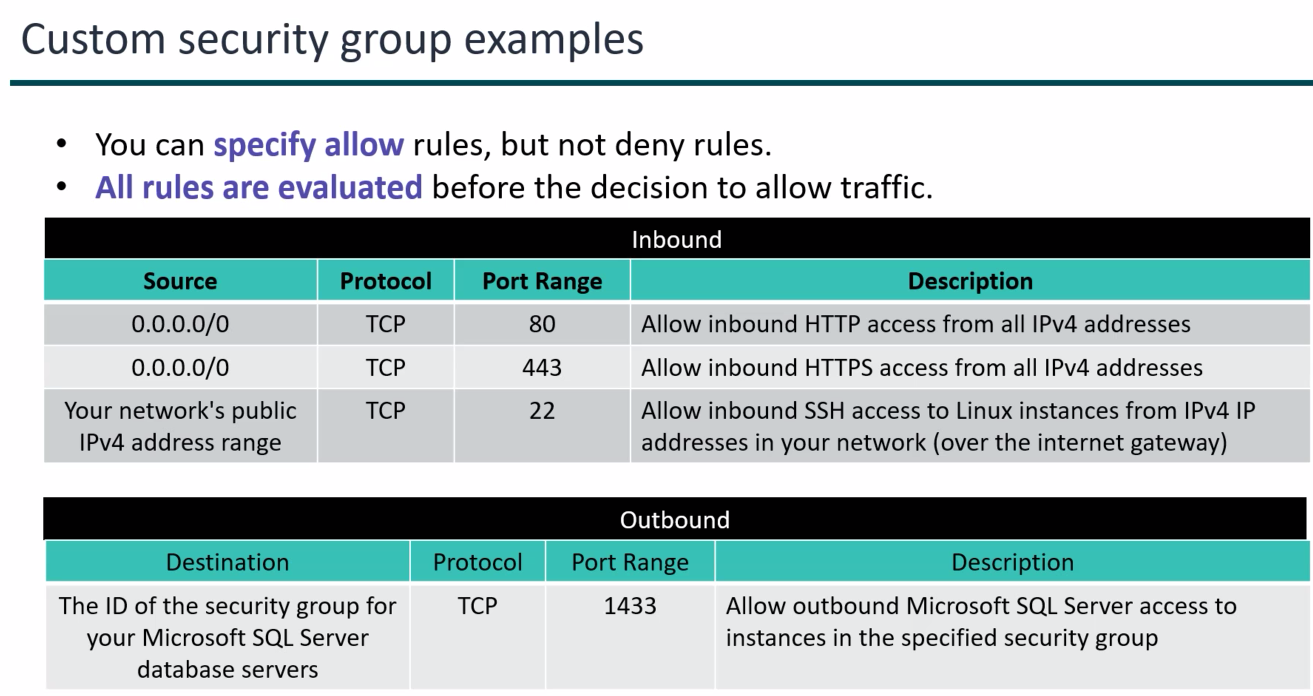 Custom security group examples
• You can specify allow rules, but not deny rules.
• All rules are evaluated before the decision to allow traffic.
Inbound
Source Protocol Port Range Description
0.0.0.0/0 TCP 80 Allow inbound HTTP access from all IPv4 addresses
0.0.0.0/0 TCP 443 Allow inbound HTTPS access from all IPv4 addresses
Your network's public TCP 22 Allow inbound SSH access to Linux instances from IPv4 IP
IPv4 address range addresses in your network (over the internet gateway)
Outbound
Destination Protocol Port Range Description
The ID of the security group for TCP 1433 Allow outbound Microsoft SQL Server access to
your Microsoft SQL Server instances in the specified security group
database servers